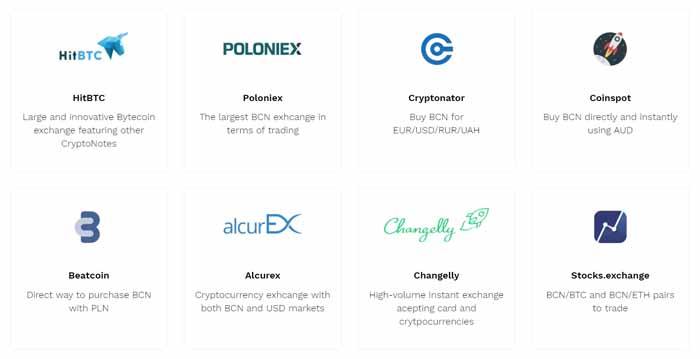 HitBTC
POLONIEX
HitBTC
Poloniex
Cryptonator
Coinspot
Large and innovative Bytecoin
exchange featuring other
CryptoNotes
The largest BCN exhcange in
terms of trading
Buy BCN for
EUR/USD/RUR/UAH
Buy BCN directly and instantly
using AUD
alcurEX
Changelly
Beatcoin
Alcurex
Changelly
Stocks.exchange
Direct way to purchase BCN
with PLN
Cryptocurrency exhcange with
both BCN and USD markets
High-volume instant exchange
acepting card and
crytpocurrencies
BCN/BTC and BCN/ETH pairs
to trade